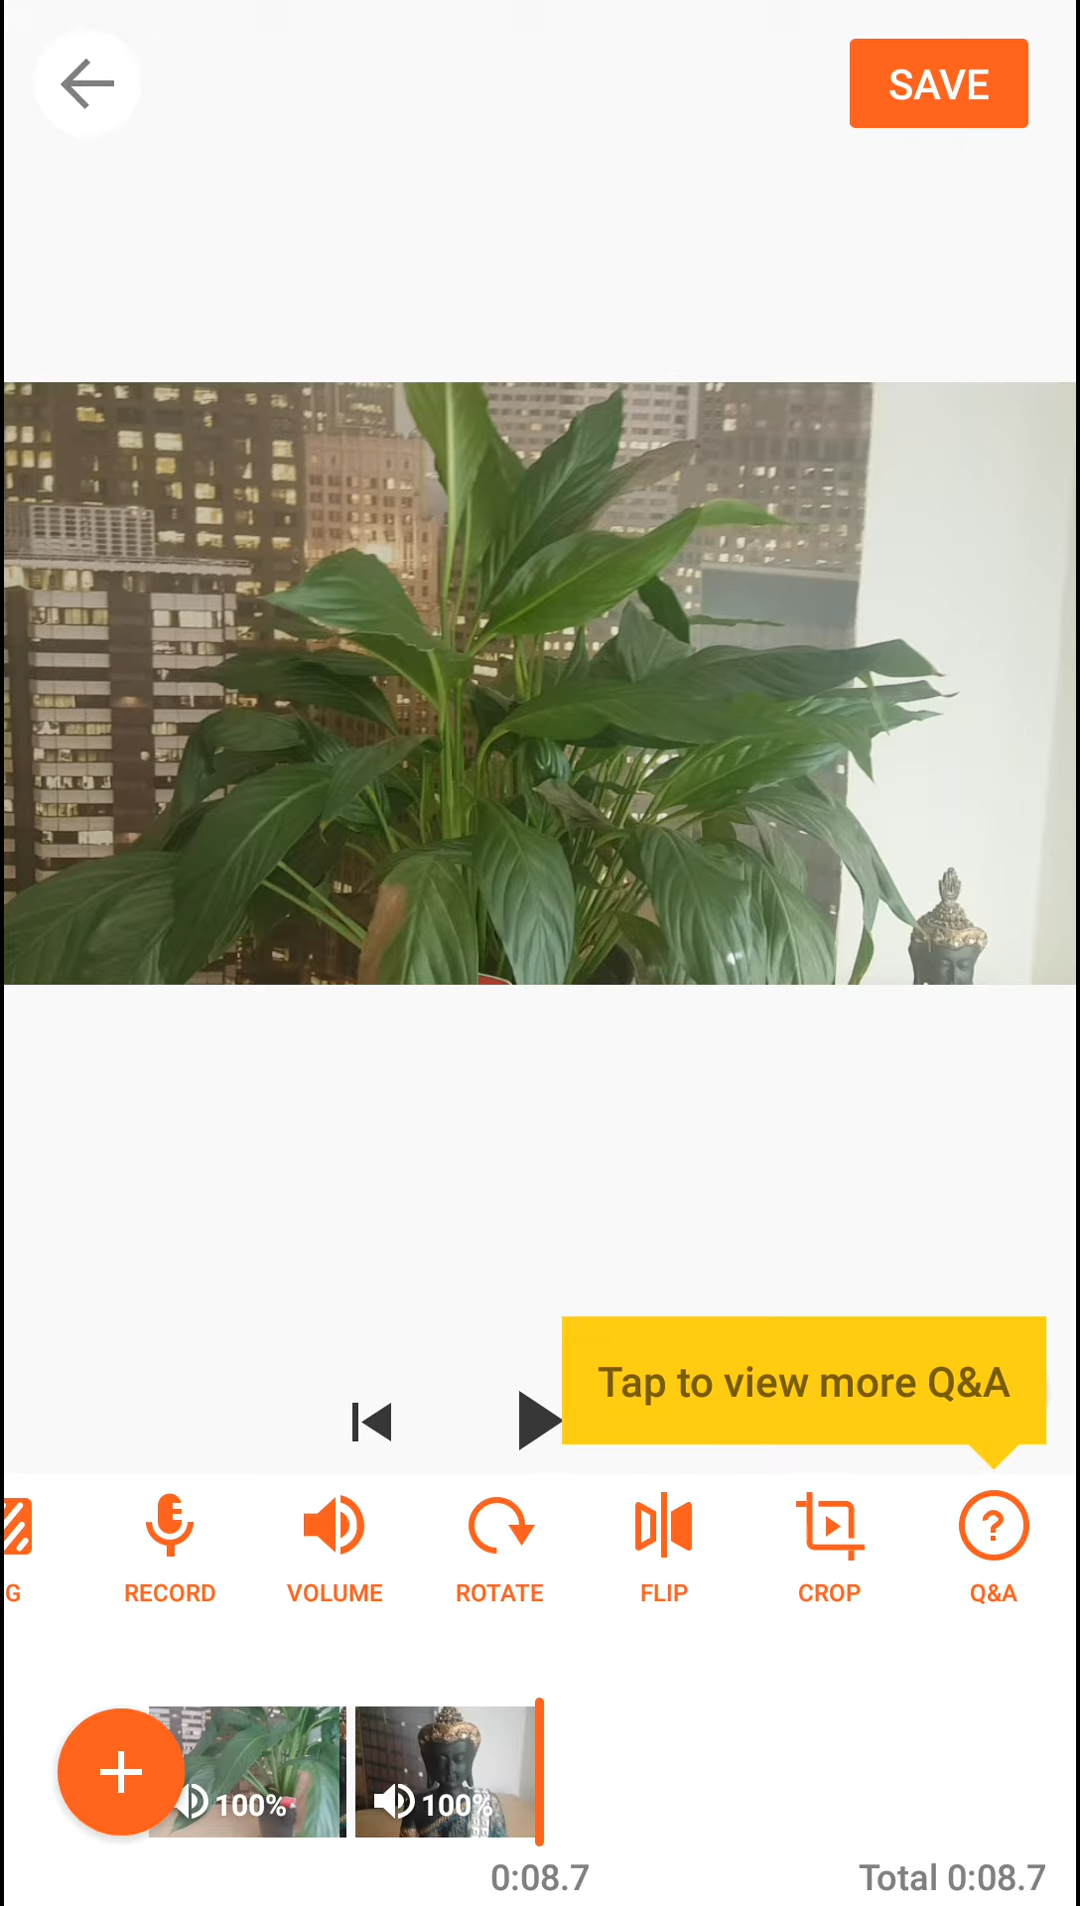 SAVE
Tap to view more Q&A
G
RECORD
VOLUME
ROTATE
FLIP
CROP
Q&A
100%
100%
0:08.7
Total 0:08.7